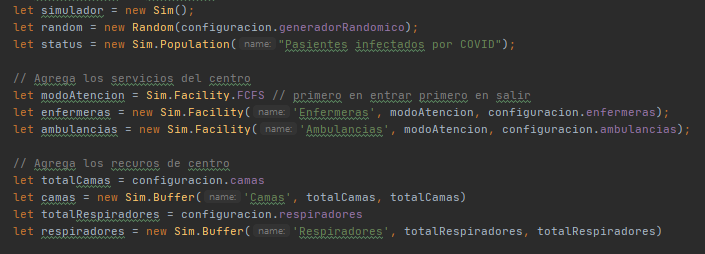 let simulador = new Sim();
let random = new Random(configuracion.generadorRandomico);
let status = new Sim.Population( name: "Pasientes infectados por COVID");
// Agrega los servicios del centro
let modoAtencion = Sim.Facility.FCFS // primero en entrar primero en salir
let enfermeras = new Sim.Facility( name: 'Enfermeras', modoAtencion, configuracion.enfermeras);
let ambulancias = new Sim.Facility( name: 'Ambulancias', modoAtencion, configuracion.ambulancias);
// Agrega los recuros de centro
let totalCamas = configuracion.camas
let camas = new Sim.Buffer( name: 'Camas', totalCamas, totalCamas)
let totalRespiradores = configuracion.respiradores
let respiradores = new Sim.Buffer( name: 'Respiradores', totalRespiradores, totalRespiradores)